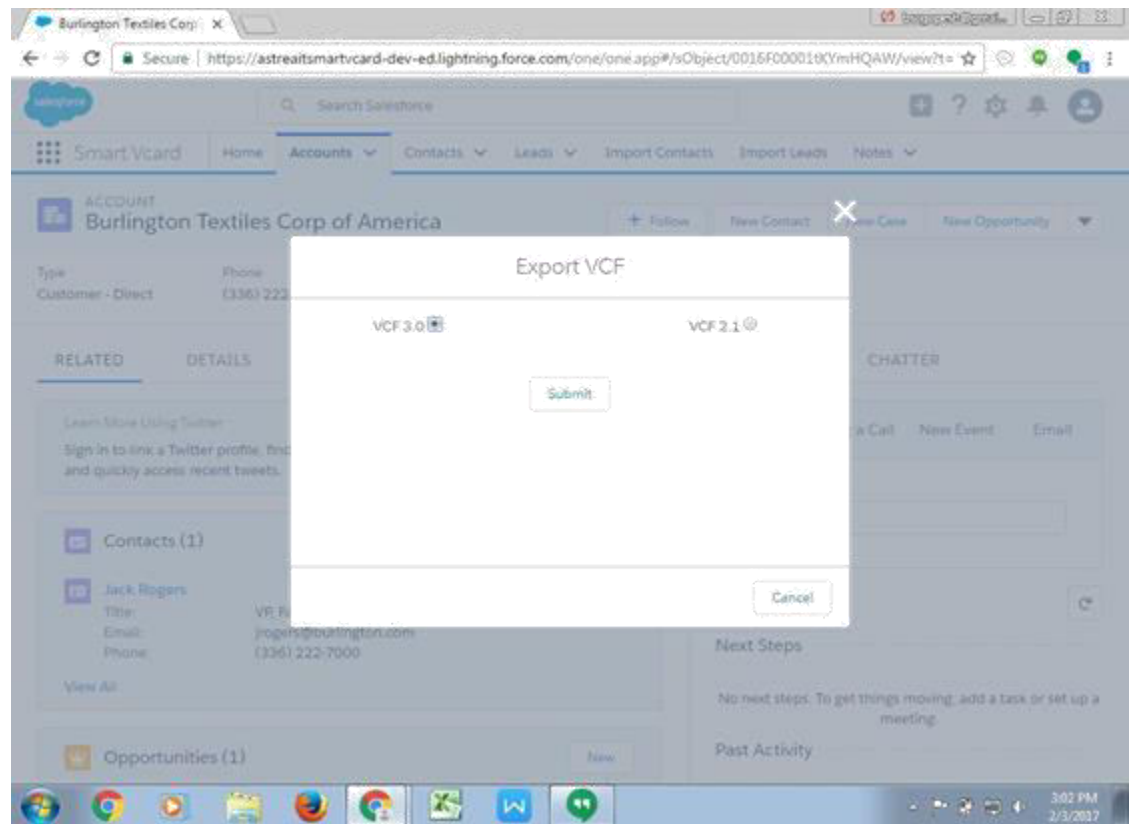 Burlington Textiles Corp
Secure | https://astreaitsmartvcard-dev-ed.lightning.force.com/one/one.app#/sObject/0016F00001tKYmHQAW/view?t=
salesforce
Search Salesforce
Smart Vcard Home Accounts Contacts Leads Import Contacts Import Leads Notes
ACCOUNT
Burlington Textiles Corp of America
+ Follow New Contact New Case New Opportunity
Type Phone
Customer - Direct (336) 222
Export VCF
VCF 3.0 VCF 2.1
Submit
Cancel
RELATED DETAILS CHATTER
Learn More Using Twitter
Sign in to link a Twitter profile, find
and quickly access recent tweets.
a Call New Event Email
Contacts (1)
Jack Rogers
Title: VP,
Email: jrogers@burlington.com
Phone: (336) 222-7000
View All
Next Steps
No next steps. To get things moving, add a task or set up a
meeting.
Past Activity
Opportunities (1) New
3:02 PM
2/3/2017